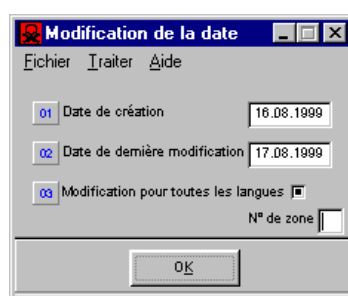 Modification de la date
Fichier Traiter Aide
01 Date de création 16.08.1999
02 Date de dernière modification 17.08.1999
03 Modification pour toutes les langues
Nº de zone
OK